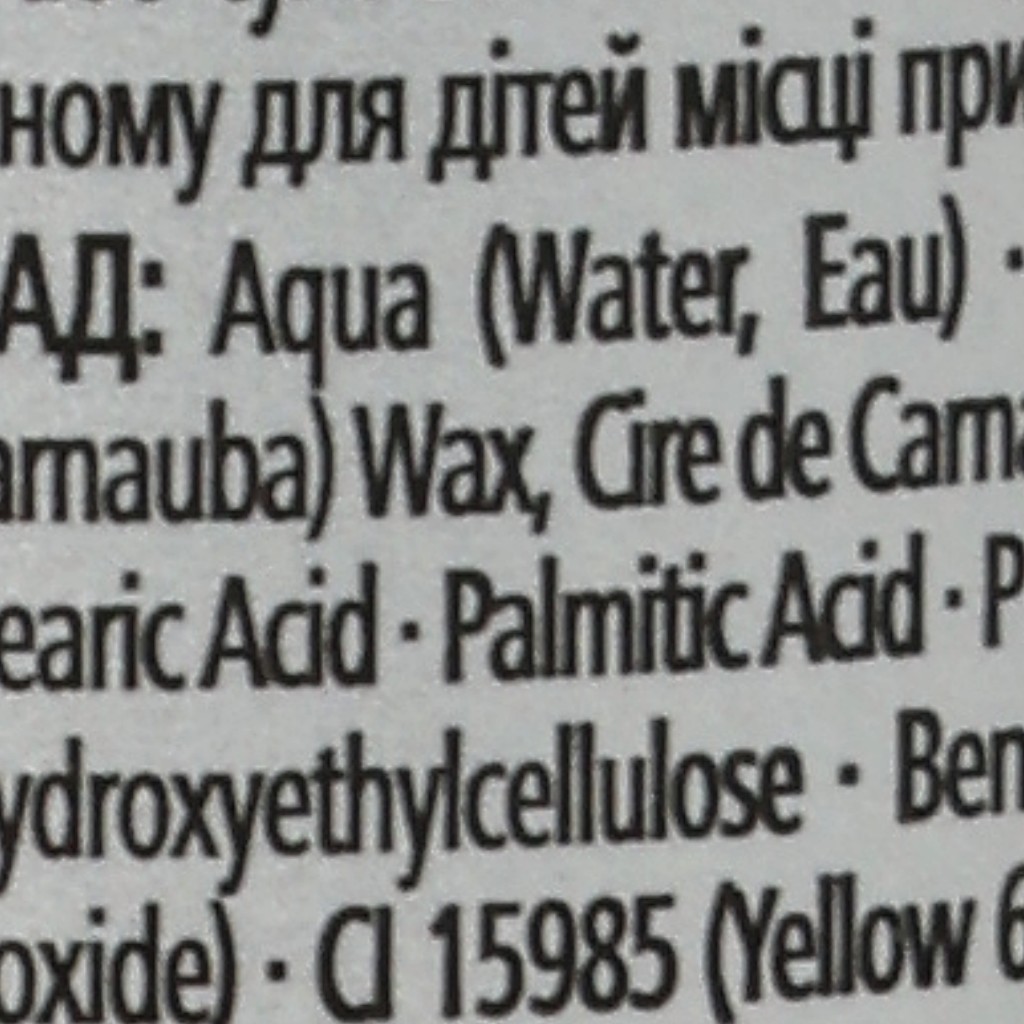 ному для дітей місці при
АД: Aqua (Water, Eau) ·
arnauba) Wax, Cire de Carna
earic Acid · Palmitic Acid · P
ydroxyethylcellulose · Ben
oxide) · CI 15985 (Yellow 6